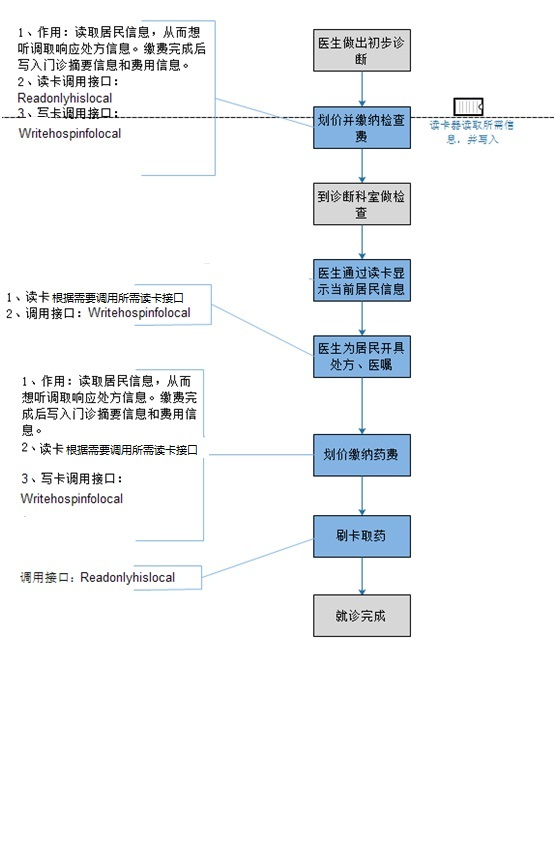 1、作用：读取居民信息，从而想
听调取响应处方信息。缴费完成后
写入门诊摘要信息和费用信息。
2、读卡调用接口：
Readonlyhislocal
3、写卡调用接口：
Writehospinfolocal
医生做出初步诊
断
划价并缴纳检查
费
读卡器读取所需信
息，并写入
到诊断科室做检
查
医生通过读卡显
示当前居民信息
1、读卡根据需要调用所需读卡接口
2、调用接口：Writehospinfolocal
医生为居民开具
处方、医嘱
1、作用：读取居民信息，从而
想听调取响应处方信息。缴费完
成后写入门诊摘要信息和费用信
息。
2、读卡根据需要调用所需读卡接口
3、写卡调用接口：
Writehospinfolocal
划价缴纳药费
刷卡取药
调用接口：Readonlyhislocal
就诊完成